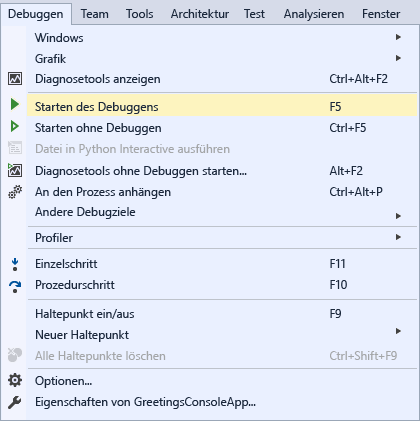 Debuggen Team Tools Architektur Test Analysieren Fenster
Windows
Grafik
Diagnosetools anzeigen Ctrl+Alt+F2
Starten des Debuggens F5
Starten ohne Debuggen Ctrl+F5
Datei in Python Interactive ausführen
Diagnosetools ohne Debuggen starten... Alt+F2
An den Prozess anhängen Ctrl+Alt+P
Andere Debugziele
Profiler
Einzelschritt F11
Prozedurschritt F10
Haltepunkt ein/aus F9
Neuer Haltepunkt
Alle Haltepunkte löschen Ctrl+Shift+F9
Optionen...
Eigenschaften von GreetingsConsoleApp...